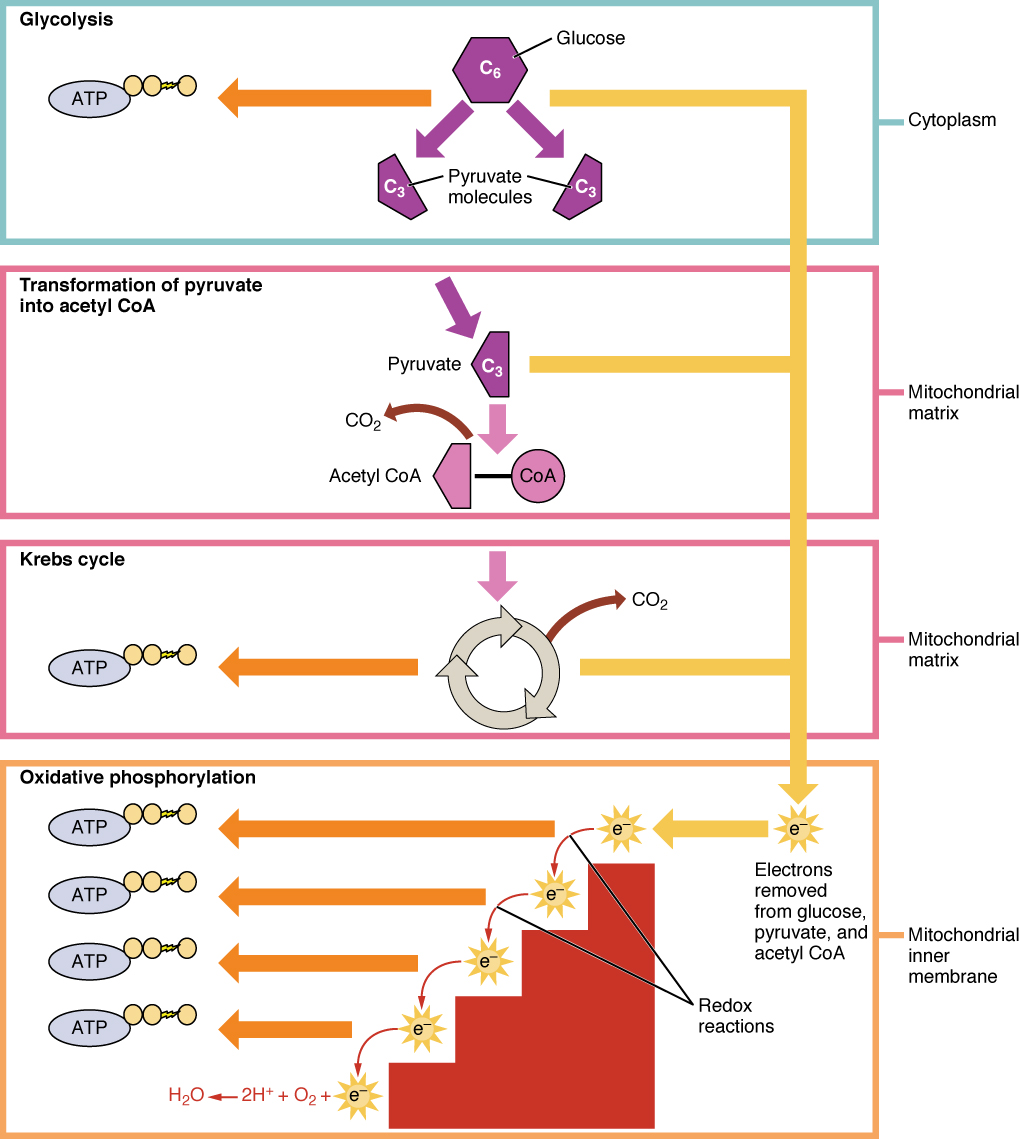 Glycolysis
Glucose
C₆
ATP
Cytoplasm
Pyruvate
molecules
C₃
C₃
Transformation of pyruvate
into acetyl CoA
Pyruvate
C₃
Mitochondrial
matrix
CO₂
Acetyl CoA
CoA
Krebs cycle
CO₂
ATP
Mitochondrial
matrix
Oxidative phosphorylation
ATP
e⁻
e⁻
Electrons
removed
from glucose,
pyruvate, and
acetyl CoA
ATP
e⁻
Mitochondrial
inner
membrane
ATP
e⁻
Redox
reactions
ATP
e⁻
H₂O ← 2H⁺ + O₂ + e⁻